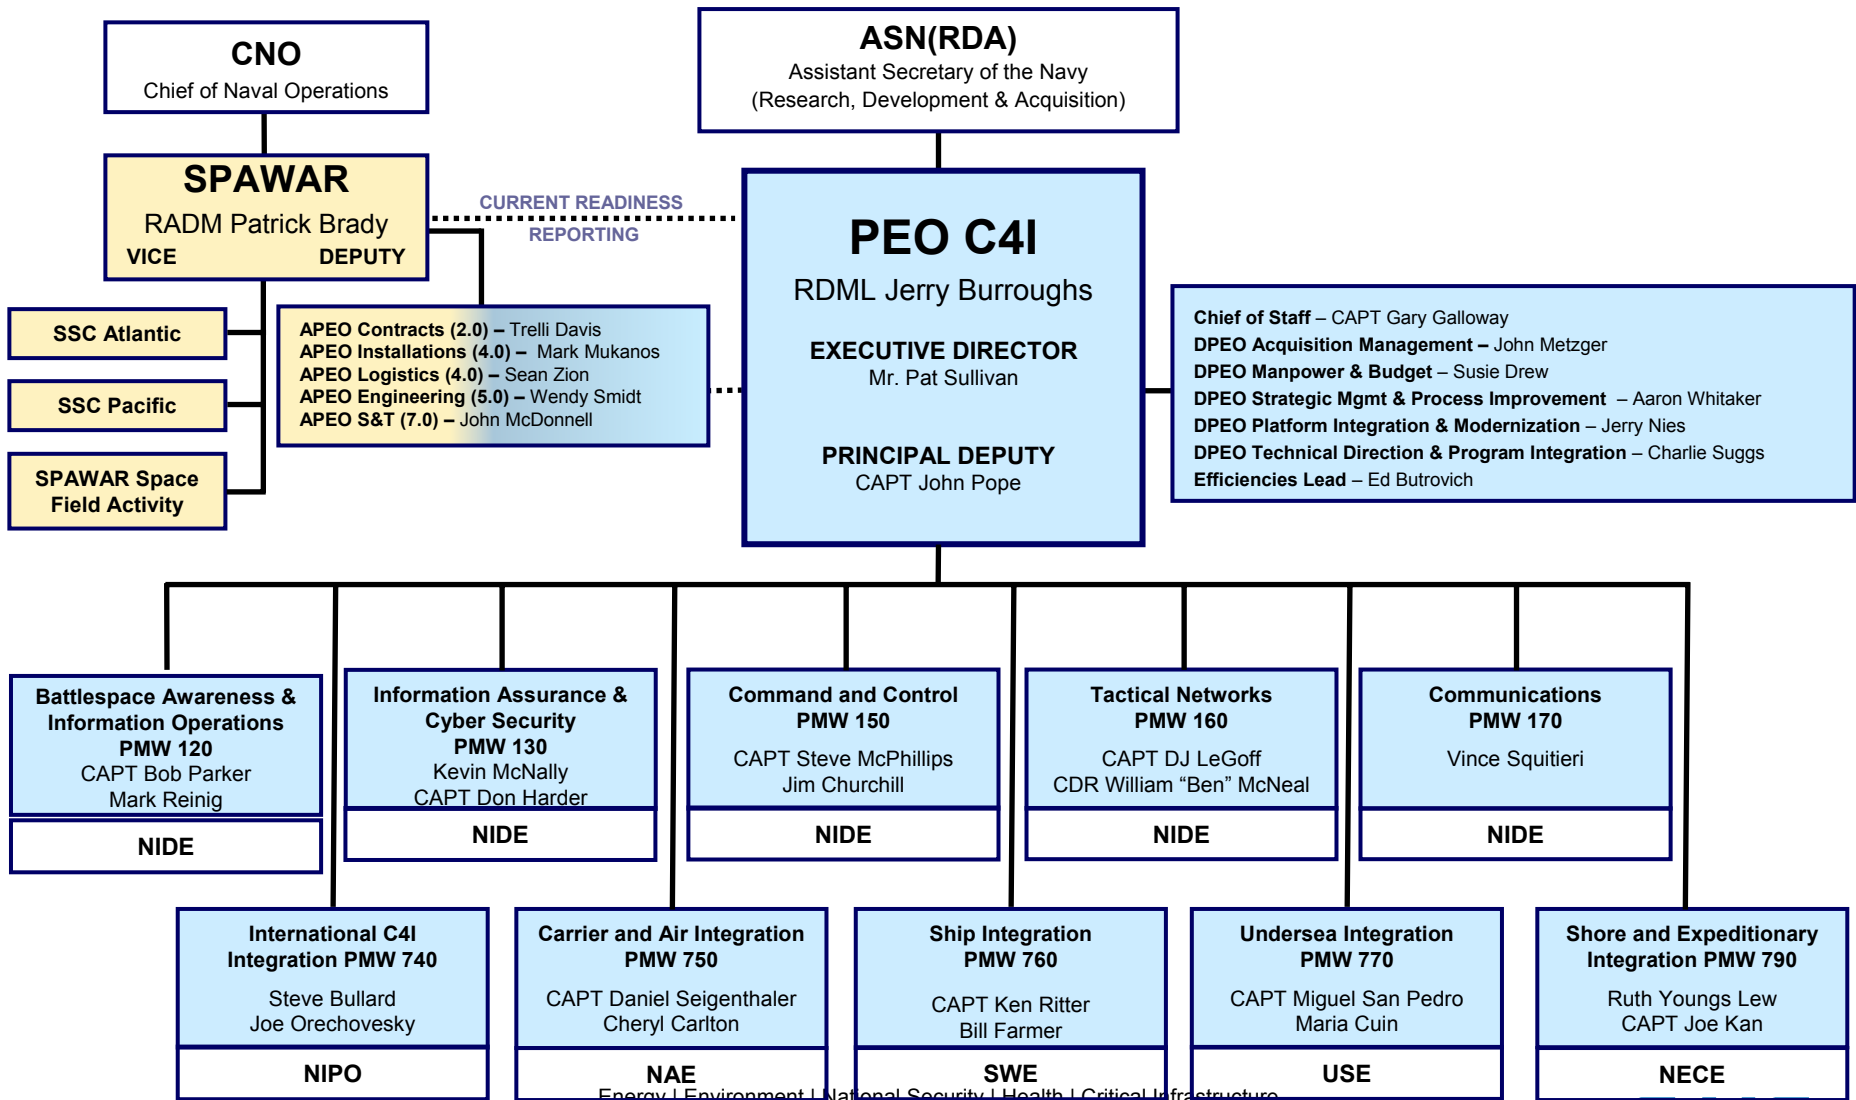 CNO
Chief of Naval Operations
ASN(RDA)
Assistant Secretary of the Navy
(Research, Development & Acquisition)
SPAWAR
RADM Patrick Brady
VICE DEPUTY
CURRENT READINESS
REPORTING
SSC Atlantic
SSC Pacific
SPAWAR Space
Field Activity
APEO Contracts (2.0) – Trelli Davis
APEO Installations (4.0) – Mark Mukanos
APEO Logistics (4.0) – Sean Zion
APEO Engineering (5.0) – Wendy Smidt
APEO S&T (7.0) – John McDonnell
PEO C4I
RDML Jerry Burroughs
EXECUTIVE DIRECTOR
Mr. Pat Sullivan
PRINCIPAL DEPUTY
CAPT John Pope
Chief of Staff – CAPT Gary Galloway
DPEO Acquisition Management – John Metzger
DPEO Manpower & Budget – Susie Drew
DPEO Strategic Mgmt & Process Improvement – Aaron Whitaker
DPEO Platform Integration & Modernization – Jerry Nies
DPEO Technical Direction & Program Integration – Charlie Suggs
Efficiencies Lead – Ed Butrovich
Battlespace Awareness &
Information Operations
PMW 120
CAPT Bob Parker
Mark Reinig
NIDE
Information Assurance &
Cyber Security
PMW 130
Kevin McNally
CAPT Don Harder
NIDE
Command and Control
PMW 150
CAPT Steve McPhillips
Jim Churchill
NIDE
Tactical Networks
PMW 160
CAPT DJ LeGoff
CDR William “Ben” McNeal
NIDE
Communications
PMW 170
Vince Squitieri
NIDE
International C4I
Integration PMW 740
Steve Bullard
Joe Orechovesky
NIPO
Carrier and Air Integration
PMW 750
CAPT Daniel Seigenthaler
Cheryl Carlton
NAE
Ship Integration
PMW 760
CAPT Ken Ritter
Bill Farmer
SWE
Undersea Integration
PMW 770
CAPT Miguel San Pedro
Maria Cuin
USE
Shore and Expeditionary
Integration PMW 790
Ruth Youngs Lew
CAPT Joe Kan
NECE
Energy | Environment | National Security | Health | Critical Infrastructure